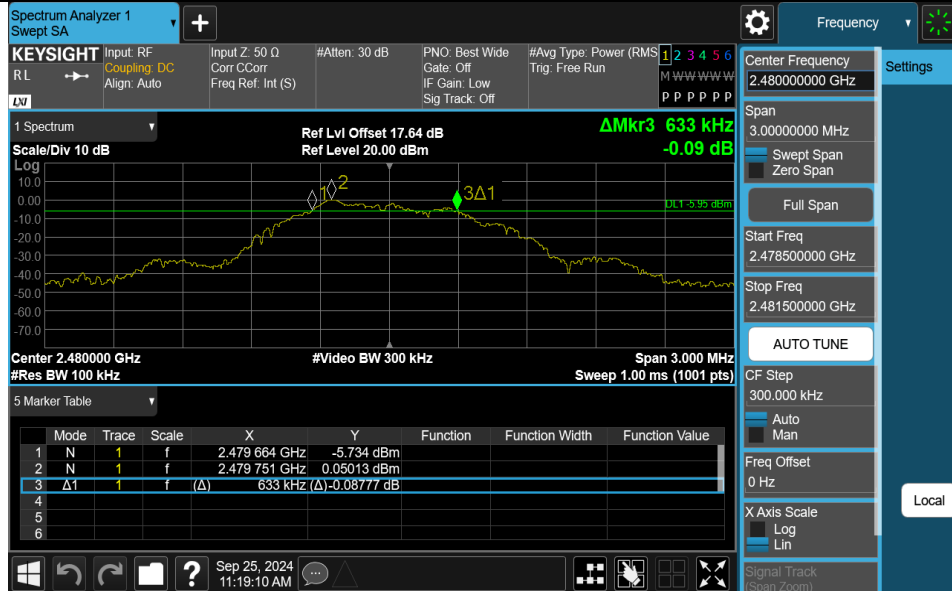 Spectrum Analyzer 1
Swept SA
+
Frequency
KEYSIGHT
Input: RF
Input Z: 50 Ω
#Atten: 30 dB
PNO: Best Wide
#Avg Type: Power (RMS
1 2 3 4 5 6
RL
Coupling: DC
Corr CCorr
Gate: Off
Trig: Free Run
Align: Auto
Freq Ref: Int (S)
IF Gain: Low
M W W W W W
LXI
Sig Track: Off
P P P P P P
1 Spectrum
Ref Lvl Offset 17.64 dB
ΔMkr3 633 kHz
Scale/Div 10 dB
Ref Level 20.00 dBm
-0.09 dB
Log
10.0
0.00
-10.0
-20.0
-30.0
-40.0
-50.0
-60.0
-70.0
1
2
3Δ1
DL1 -5.95 dBm
Center 2.480000 GHz
#Video BW 300 kHz
Span 3.000 MHz
#Res BW 100 kHz
Sweep 1.00 ms (1001 pts)
5 Marker Table
Mode Trace Scale X Y Function Function Width Function Value
1 N 1 f 2.479 664 GHz -5.734 dBm
2 N 1 f 2.479 751 GHz 0.05013 dBm
3 Δ1 1 f (Δ) 633 kHz (Δ) -0.08777 dB
4
5
6
?
Sep 25, 2024
11:19:10 AM
Center Frequency
2.480000000 GHz
Span
3.00000000 MHz
Swept Span
Zero Span
Full Span
Start Freq
2.478500000 GHz
Stop Freq
2.481500000 GHz
AUTO TUNE
CF Step
300.000 kHz
Auto
Man
Freq Offset
0 Hz
X Axis Scale
Log
Lin
Signal Track
(Span Zoom)
Settings
Local